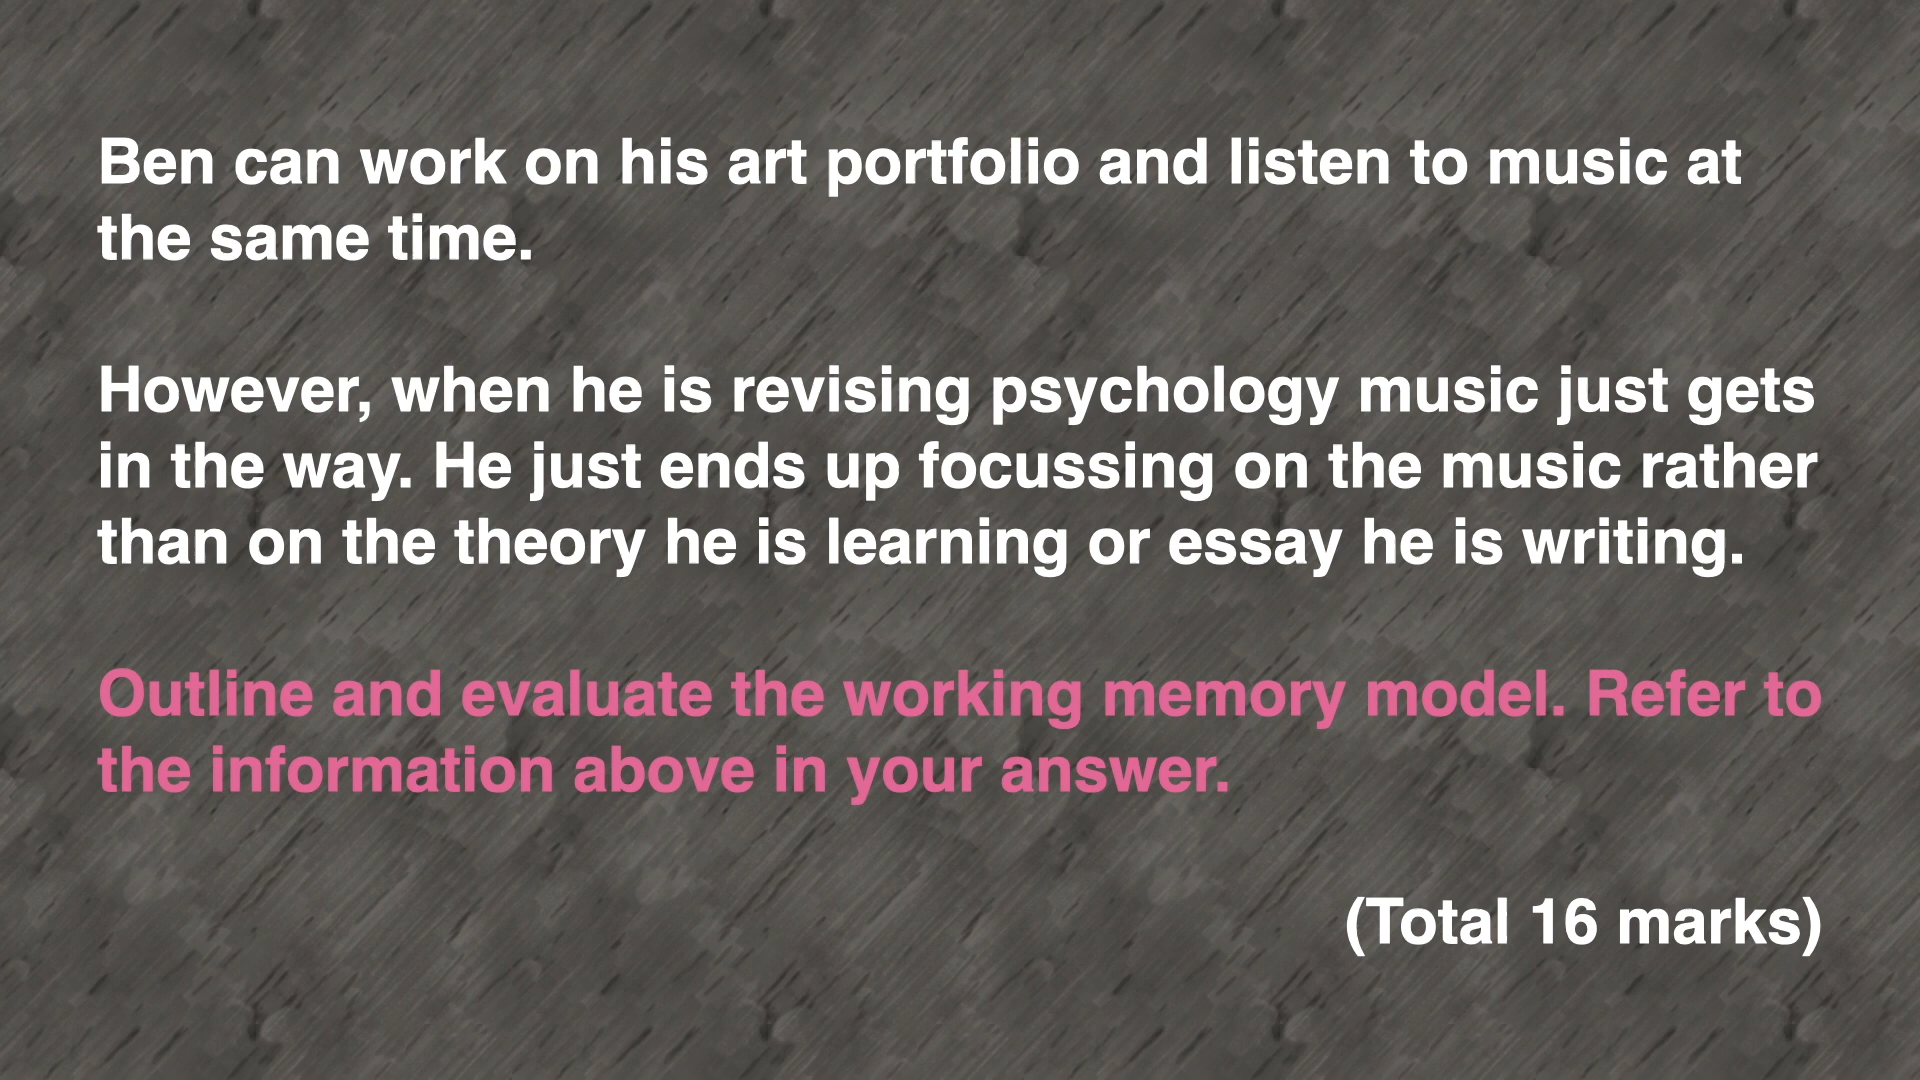 Ben can work on his art portfolio and listen to music at
the same time.
However, when he is revising psychology music just gets
in the way. He just ends up focussing on the music rather
than on the theory he is learning or essay he is writing.
Outline and evaluate the working memory model. Refer to
the information above in your answer.
(Total 16 marks)